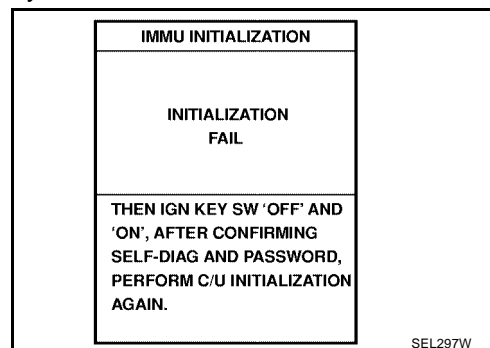 IMMU INITIALIZATION
INITIALIZATION
FAIL
THEN IGN KEY SW ‘OFF’ AND
‘ON’, AFTER CONFIRMING
SELF-DIAG AND PASSWORD,
PERFORM C/U INITIALIZATION
AGAIN.
SEL297W